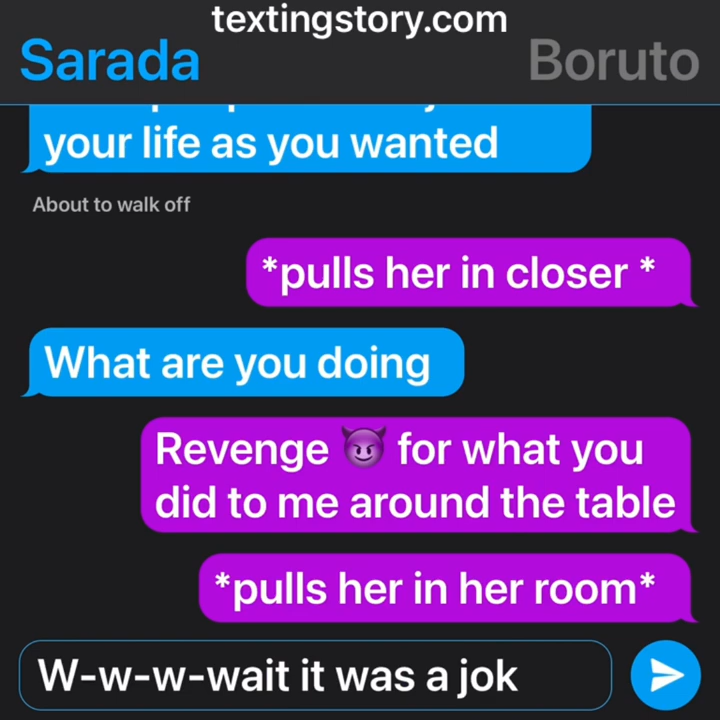 textingstory.com
Sarada
Boruto
your life as you wanted
About to walk off
*pulls her in closer *
What are you doing
Revenge 😈 for what you
did to me around the table
*pulls her in her room*
W-w-w-wait it was a jok